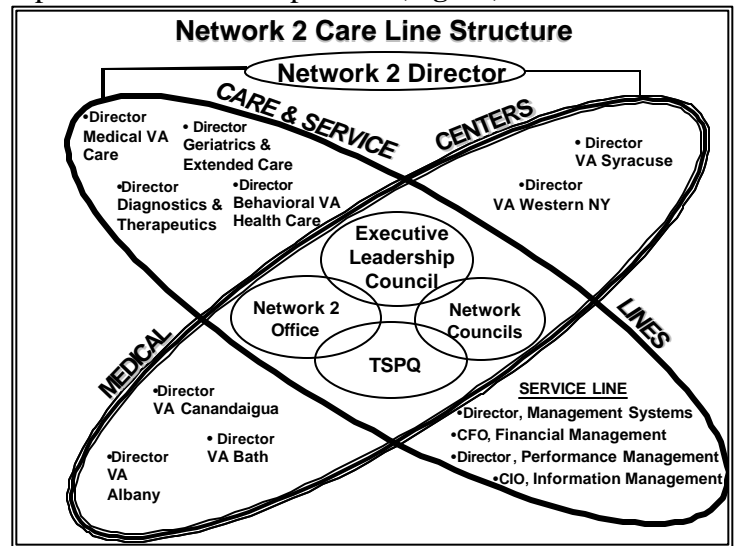 Network 2 Care Line Structure
Network 2 Director
CARE & SERVICE
LINES
MEDICAL
CENTERS
•Director
Medical VA
Care
• Director
Geriatrics &
Extended Care
•Director
Diagnostics &
Therapeutics
•Director
Behavioral VA
Health Care
• Director
VA Syracuse
•Director
VA Western NY
Executive
Leadership
Council
Network 2
Office
Network
Councils
TSPQ
•Director
VA Canandaigua
• Director
VA Bath
•Director
VA
Albany
SERVICE LINE
•Director, Management Systems
•CFO, Financial Management
•Director , Performance Management
•CIO, Information Management